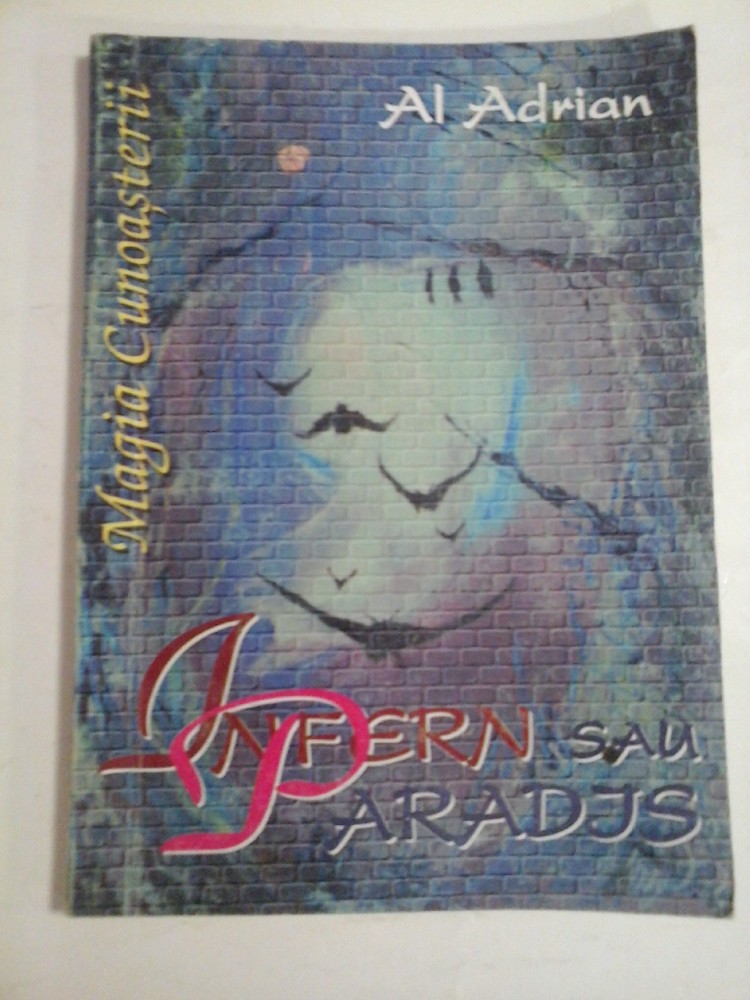 Al Adrian
Magia Cunoașterii
INFERN SAU
PARADIS